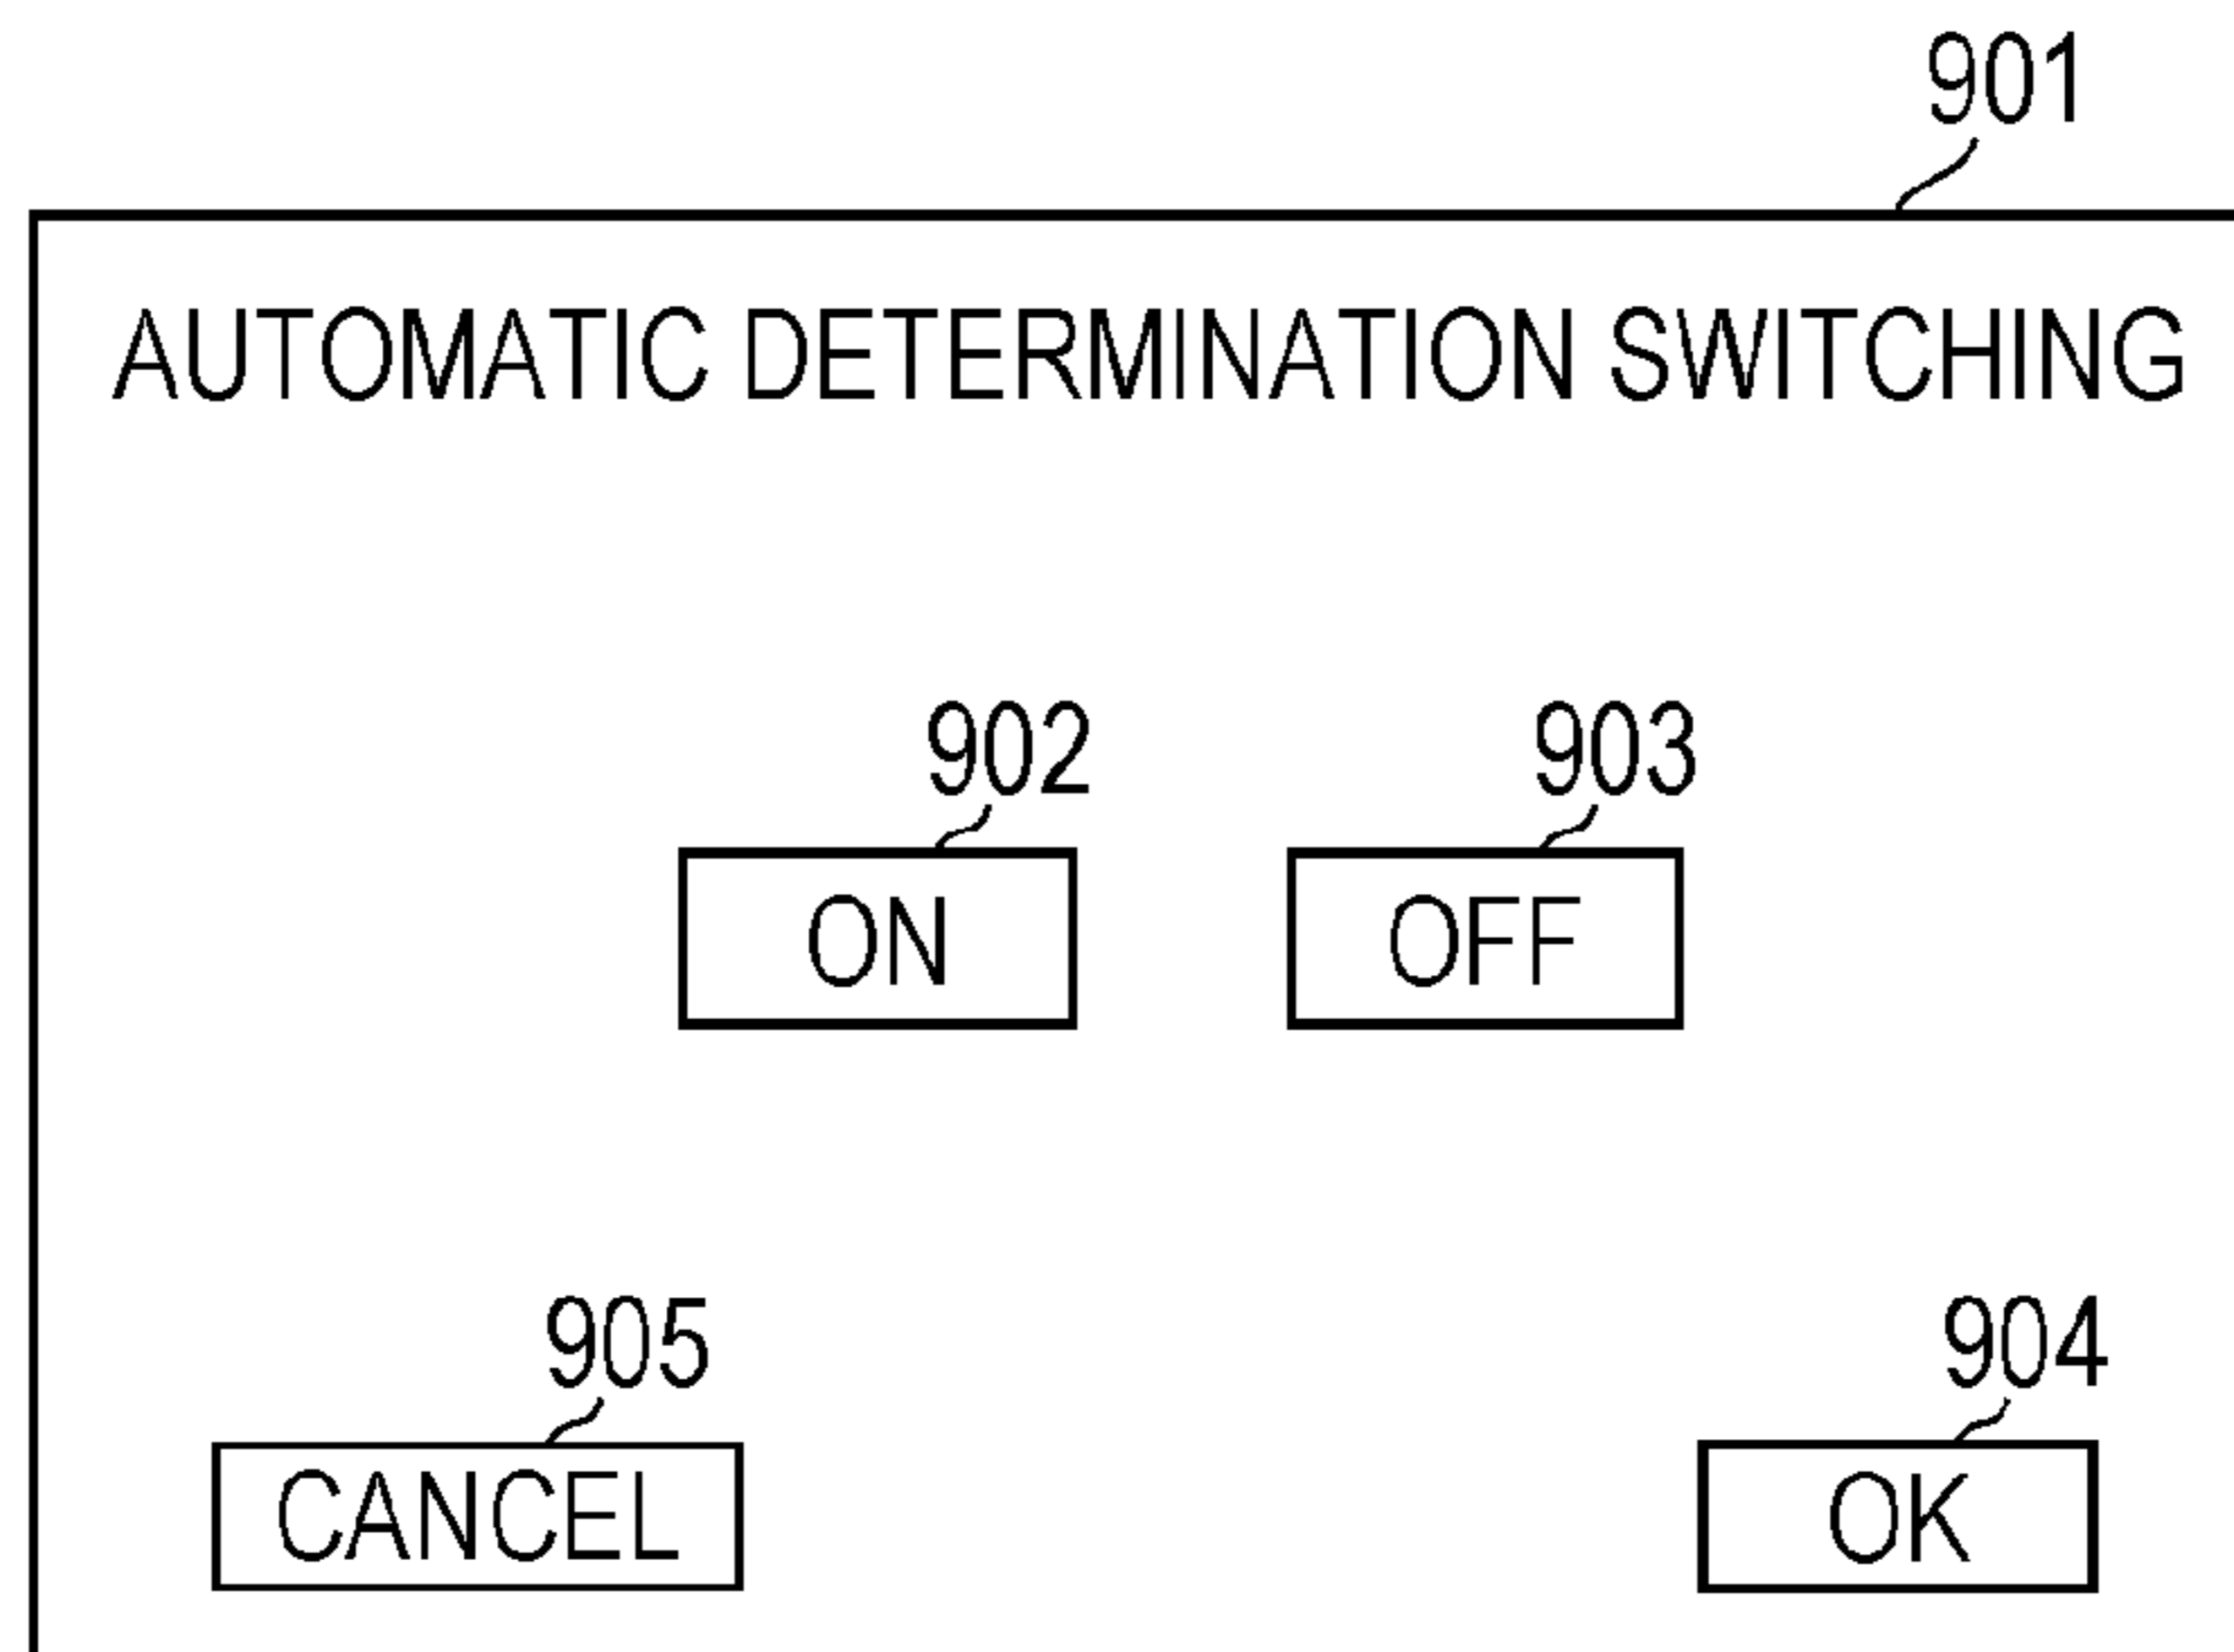 901
AUTOMATIC DETERMINATION SWITCHING
902 903
ON OFF
905 904
CANCEL OK